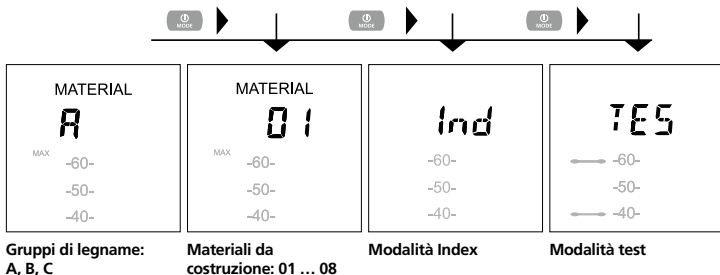 MODE MODE MODE
MATERIAL
A
MAX
-60-
-50-
-40-
Gruppi di legname:
A, B, C
MATERIAL
01
MAX
-60-
-50-
-40-
Materiali da
costruzione: 01 … 08
Ind
-60-
-50-
-40-
Modalità Index
TES
-60-
-50-
-40-
Modalità test